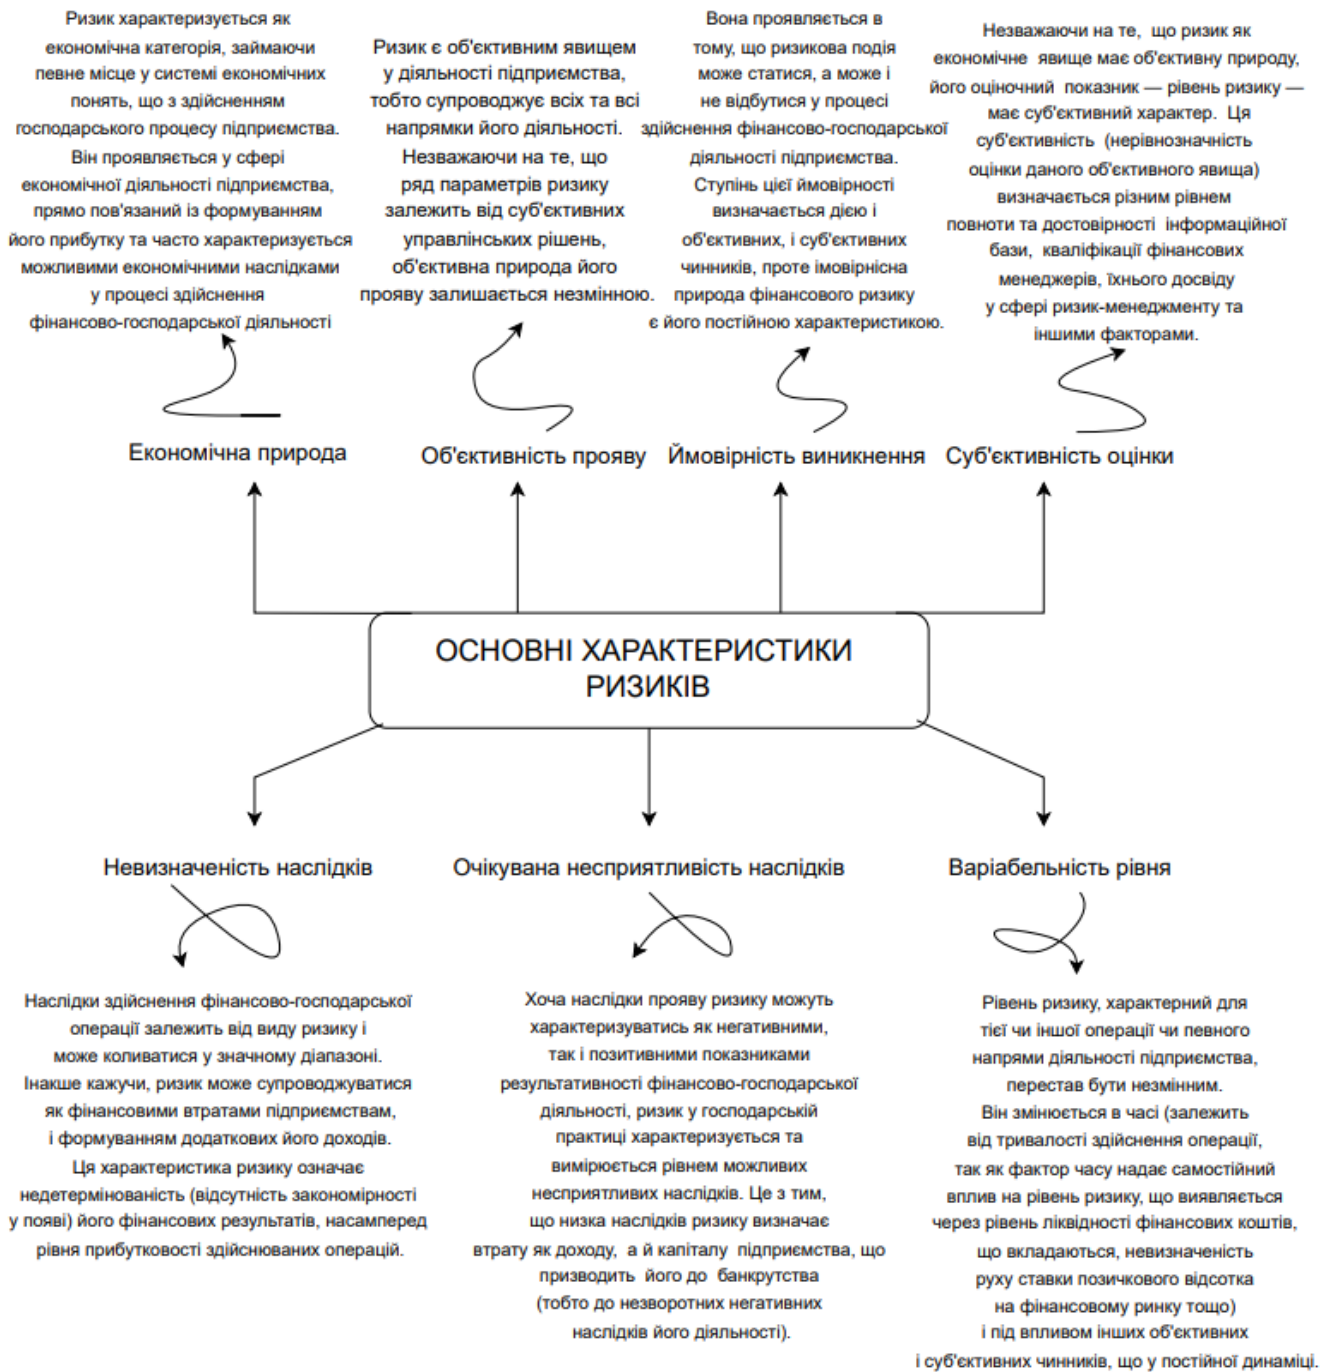 Ризик характеризується як
економічна категорія, займаючи
певне місце у системі економічних
понять, що з здійсненням
господарського процесу підприємства.
Він проявляється у сфері
економічної діяльності підприємства,
прямо пов'язаний із формуванням
його прибутку та часто характеризується
можливими економічними наслідками
у процесі здійснення
фінансово-господарської діяльності
Ризик є об'єктивним явищем
у діяльності підприємства,
тобто супроводжує всіх та всі
напрямки його діяльності.
Незважаючи на те, що
ряд параметрів ризику
залежить від суб'єктивних
управлінських рішень,
об'єктивна природа його
прояву залишається незмінною.
Вона проявляється в
тому, що ризикова подія
може статися, а може і
не відбутися у процесі
здійснення фінансово-господарської
діяльності підприємства.
Ступінь цієї ймовірності
визначається дією і
об'єктивних, і суб'єктивних
чинників, проте імовірнісна
природа фінансового ризику
є його постійною характеристикою.
Незважаючи на те, що ризик як
економічне явище має об'єктивну природу,
його оціночний показник — рівень ризику —
має суб'єктивний характер. Ця
суб'єктивність (нерівнозначність
оцінки даного об'єктивного явища)
визначається різним рівнем
повноти та достовірності інформаційної
бази, кваліфікації фінансових
менеджерів, їхнього досвіду
у сфері ризик-менеджменту та
іншими факторами.
Економічна природа
Об'єктивність прояву
Ймовірність виникнення
Суб'єктивність оцінки
ОСНОВНІ ХАРАКТЕРИСТИКИ
РИЗИКІВ
Невизначеність наслідків
Очікувана несприятливість наслідків
Варіабельність рівня
Наслідки здійснення фінансово-господарської
операції залежить від виду ризику і
може коливатися у значному діапазоні.
Інакше кажучи, ризик може супроводжуватися
як фінансовими втратами підприємствам,
і формуванням додаткових його доходів.
Ця характеристика ризику означає
недетермінованість (відсутність закономірності
у появі) його фінансових результатів, насамперед
рівня прибутковості здійснюваних операцій.
Хоча наслідки прояву ризику можуть
характеризуватись як негативними,
так і позитивними показниками
результативності фінансово-господарської
діяльності, ризик у господарській
практиці характеризується та
вимірюється рівнем можливих
несприятливих наслідків. Це з тим,
що низка наслідків ризику визначає
втрату як доходу, а й капіталу підприємства, що
призводить його до банкрутства
(тобто до незворотних негативних
наслідків його діяльності).
Рівень ризику, характерний для
тієї чи іншої операції чи певного
напрями діяльності підприємства,
перестав бути незмінним.
Він змінюється в часі (залежить
від тривалості здійснення операції,
так як фактор часу надає самостійний
вплив на рівень ризику, що виявляється
через рівень ліквідності фінансових коштів,
що вкладаються, невизначеність
руху ставки позичкового відсотка
на фінансовому ринку тощо)
і під впливом інших об'єктивних
і суб'єктивних чинників, що у постійної динаміці.